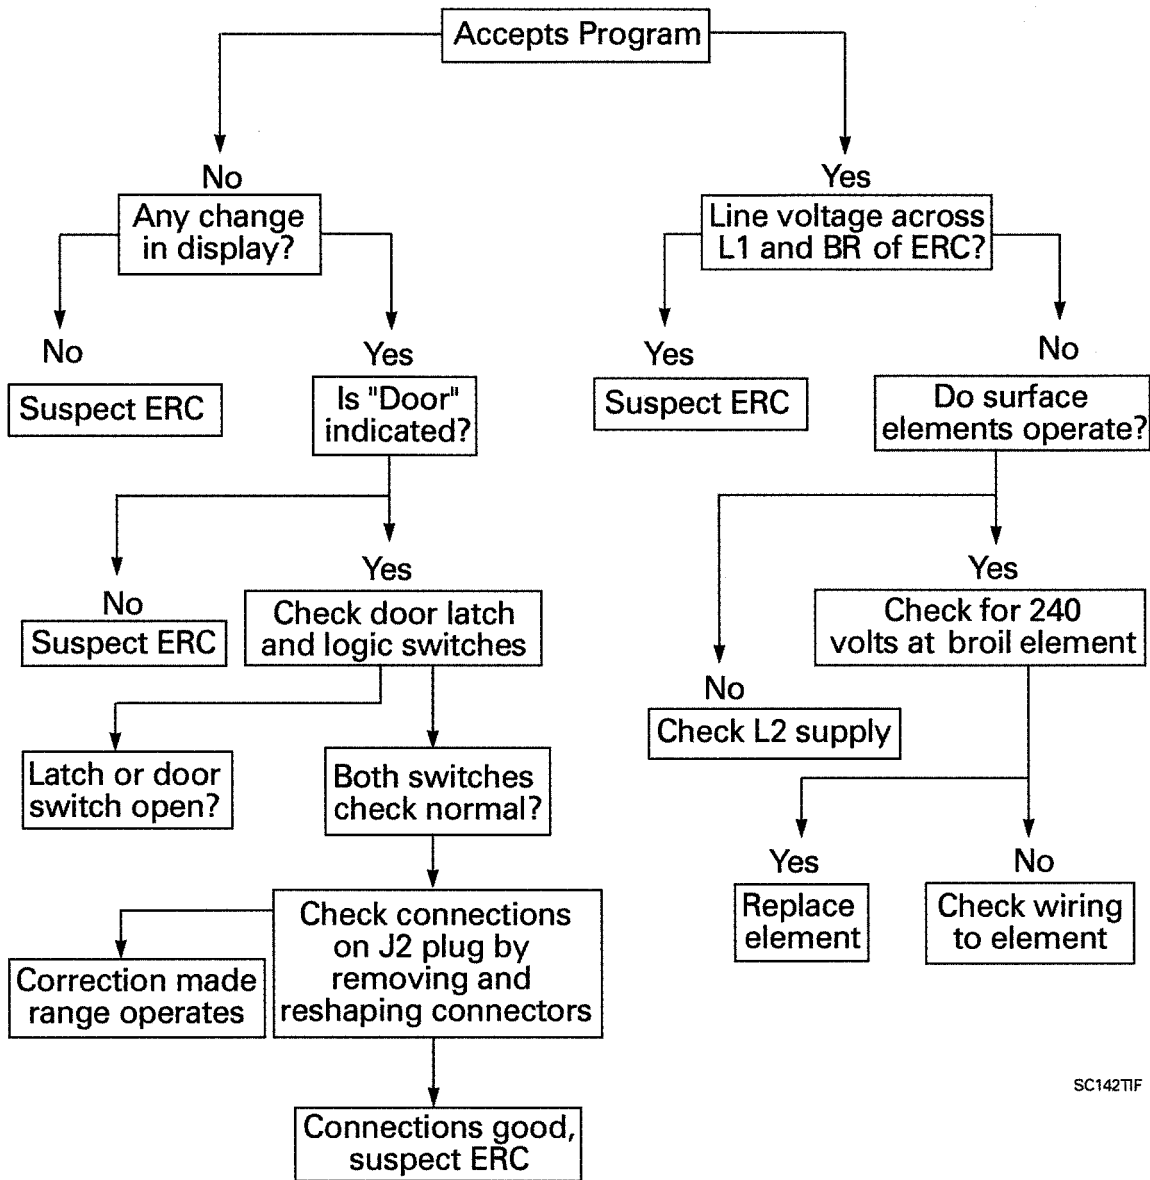 Accepts Program
No
Yes
Any change
in display?
Line voltage across
L1 and BR of ERC?
No
Yes
Yes
No
Suspect ERC
Is "Door"
indicated?
Suspect ERC
Do surface
elements operate?
No
Yes
Yes
Suspect ERC
Check door latch
and logic switches
Check for 240
volts at broil element
No
Check L2 supply
Latch or door
switch open?
Both switches
check normal?
Yes
No
Replace
element
Check wiring
to element
Check connections
on J2 plug by
removing and
reshaping connectors
Correction made
range operates
Connections good,
suspect ERC
SC142TIF